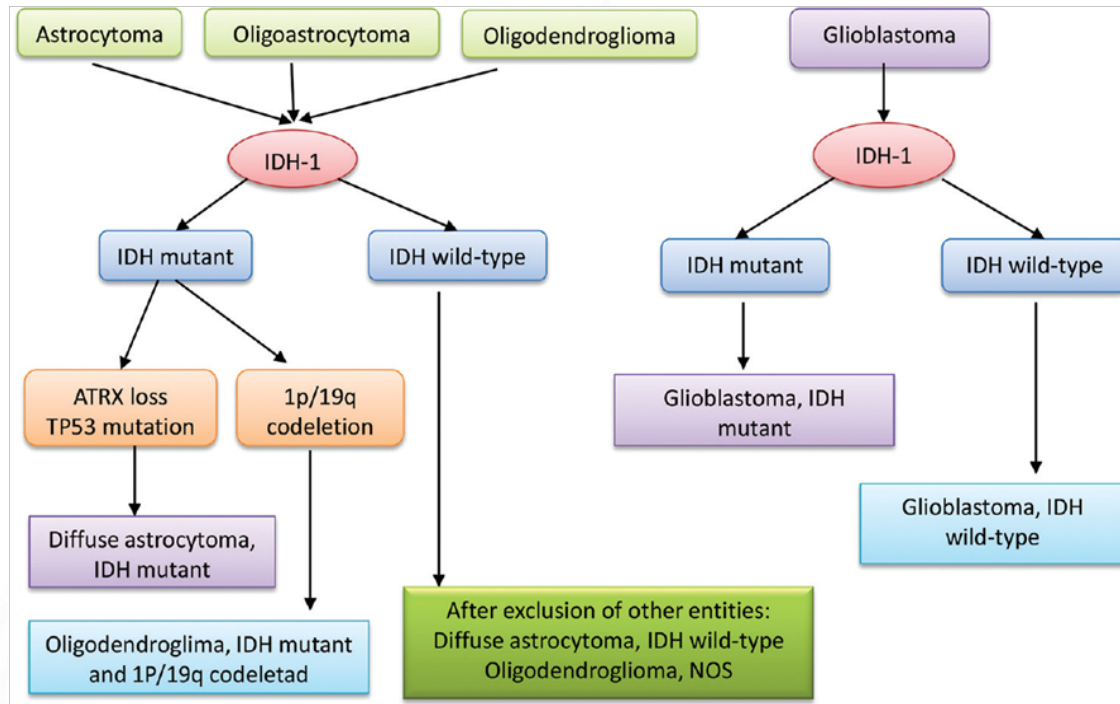 Astrocytoma
Oligoastrocytoma
Oligodendroglioma
Glioblastoma
IDH-1
IDH-1
IDH mutant
IDH wild-type
IDH mutant
IDH wild-type
ATRX loss
TP53 mutation
1p/19q
codeletion
Glioblastoma, IDH
mutant
Diffuse astrocytoma,
IDH mutant
Glioblastoma, IDH
wild-type
Oligodendroglima, IDH mutant
and 1P/19q codeletad
After exclusion of other entities:
Diffuse astrocytoma, IDH wild-type
Oligodendroglioma, NOS